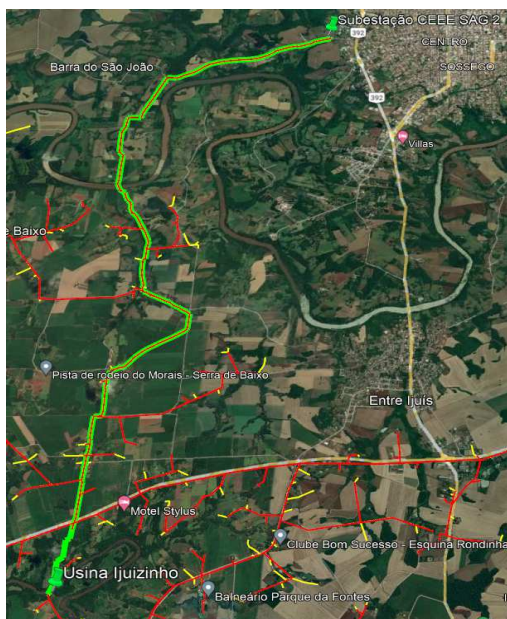 Subestação CEEE SAG 2
392
CENTRO
Barra do São João
SOSSEGO
392
Villas
e Baixo
Pista de rodeio do Morais - Serra de Baixo
Entre Ijuís
Motel Stylus
Clube Bom Sucesso - Esquina Rondinha
Usina Ijuizinho
Balneário Parque da Fontes